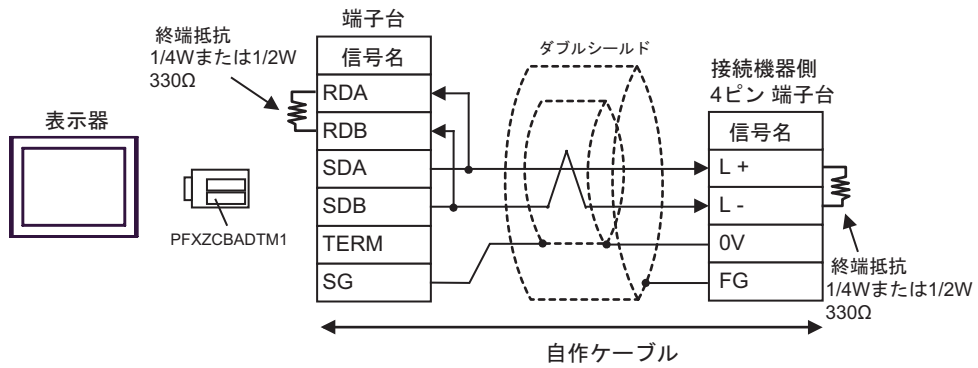 端子台
終端抵抗
1/4Wまたは1/2W
330Ω
信号名
RDA
RDB
SDA
SDB
TERM
SG
表示器
PFXZCBADTM1
ダブルシールド
接続機器側
4ピン 端子台
信号名
L +
L -
0V
FG
終端抵抗
1/4Wまたは1/2W
330Ω
自作ケーブル